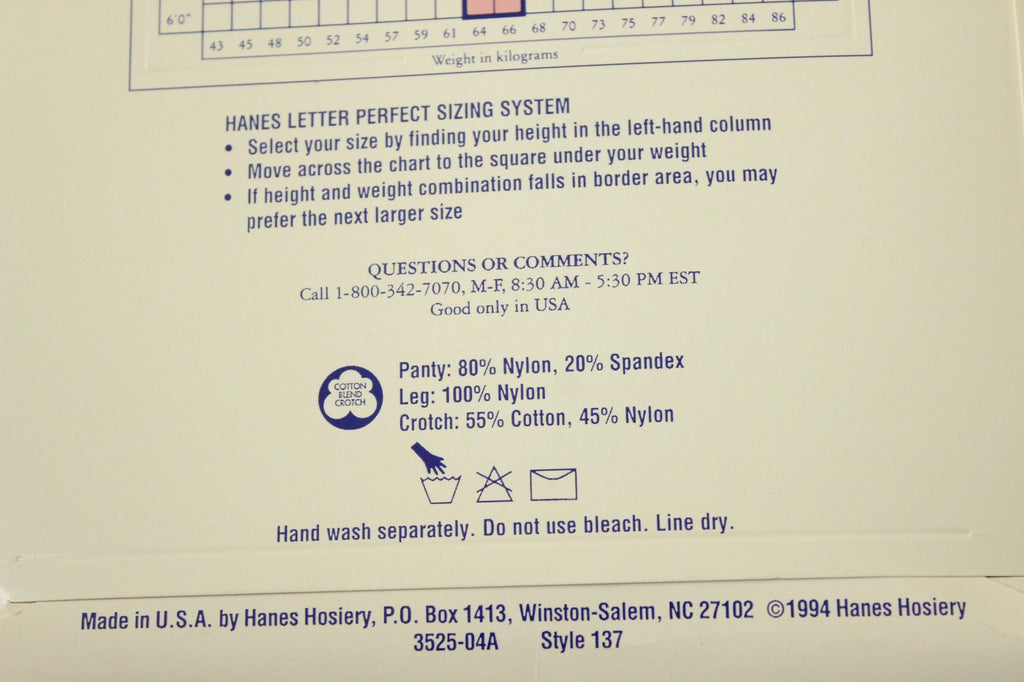 6'0"
43 45 48 50 52 54 57 59 61 64 66 68 70 73 75 77 79 82 84 86
Weight in kilograms
HANES LETTER PERFECT SIZING SYSTEM
• Select your size by finding your height in the left-hand column
• Move across the chart to the square under your weight
• If height and weight combination falls in border area, you may
prefer the next larger size
QUESTIONS OR COMMENTS?
Call 1-800-342-7070, M-F, 8:30 AM - 5:30 PM EST
Good only in USA
COTTON
BLEND
CROTCH
Panty: 80% Nylon, 20% Spandex
Leg: 100% Nylon
Crotch: 55% Cotton, 45% Nylon
Hand wash separately. Do not use bleach. Line dry.
Made in U.S.A. by Hanes Hosiery, P.O. Box 1413, Winston-Salem, NC 27102 ©1994 Hanes Hosiery
3525-04A Style 137